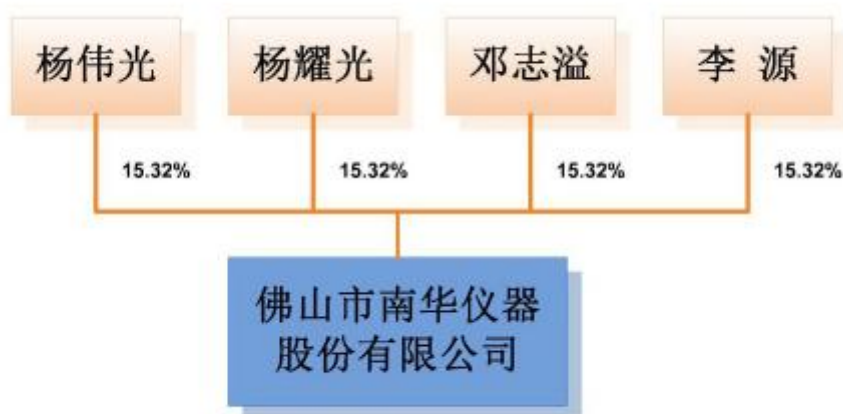 杨伟光 杨耀光 邓志溢 李 源
15.32% 15.32% 15.32% 15.32%
佛山市南华仪器
股份有限公司